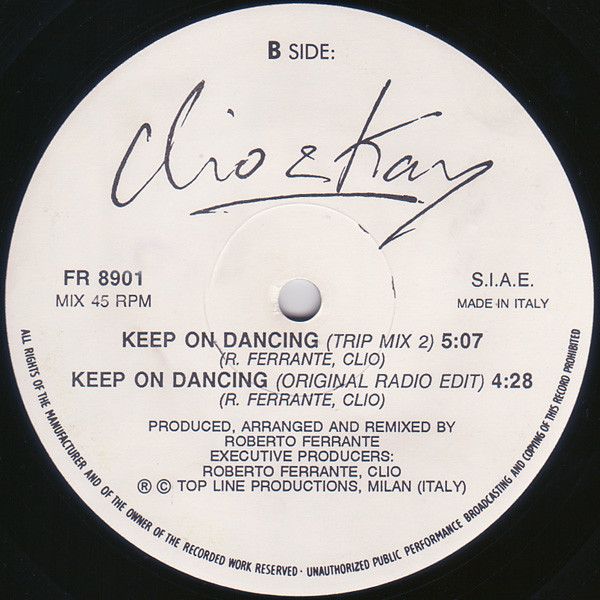 B SIDE:
Clio & Kay
FR 8901
MIX 45 RPM
S.I.A.E.
MADE IN ITALY
KEEP ON DANCING (TRIP MIX 2) 5:07
(R. FERRANTE, CLIO)
KEEP ON DANCING (ORIGINAL RADIO EDIT) 4:28
(R. FERRANTE, CLIO)
PRODUCED, ARRANGED AND REMIXED BY
ROBERTO FERRANTE
EXECUTIVE PRODUCERS:
ROBERTO FERRANTE, CLIO
℗ © TOP LINE PRODUCTIONS, MILAN (ITALY)
ALL RIGHTS OF THE MANUFACTURER AND OF THE OWNER OF THE RECORDED WORK RESERVED · UNAUTHORIZED PUBLIC PERFORMANCE BROADCASTING AND COPYING OF THIS RECORD PROHIBITED